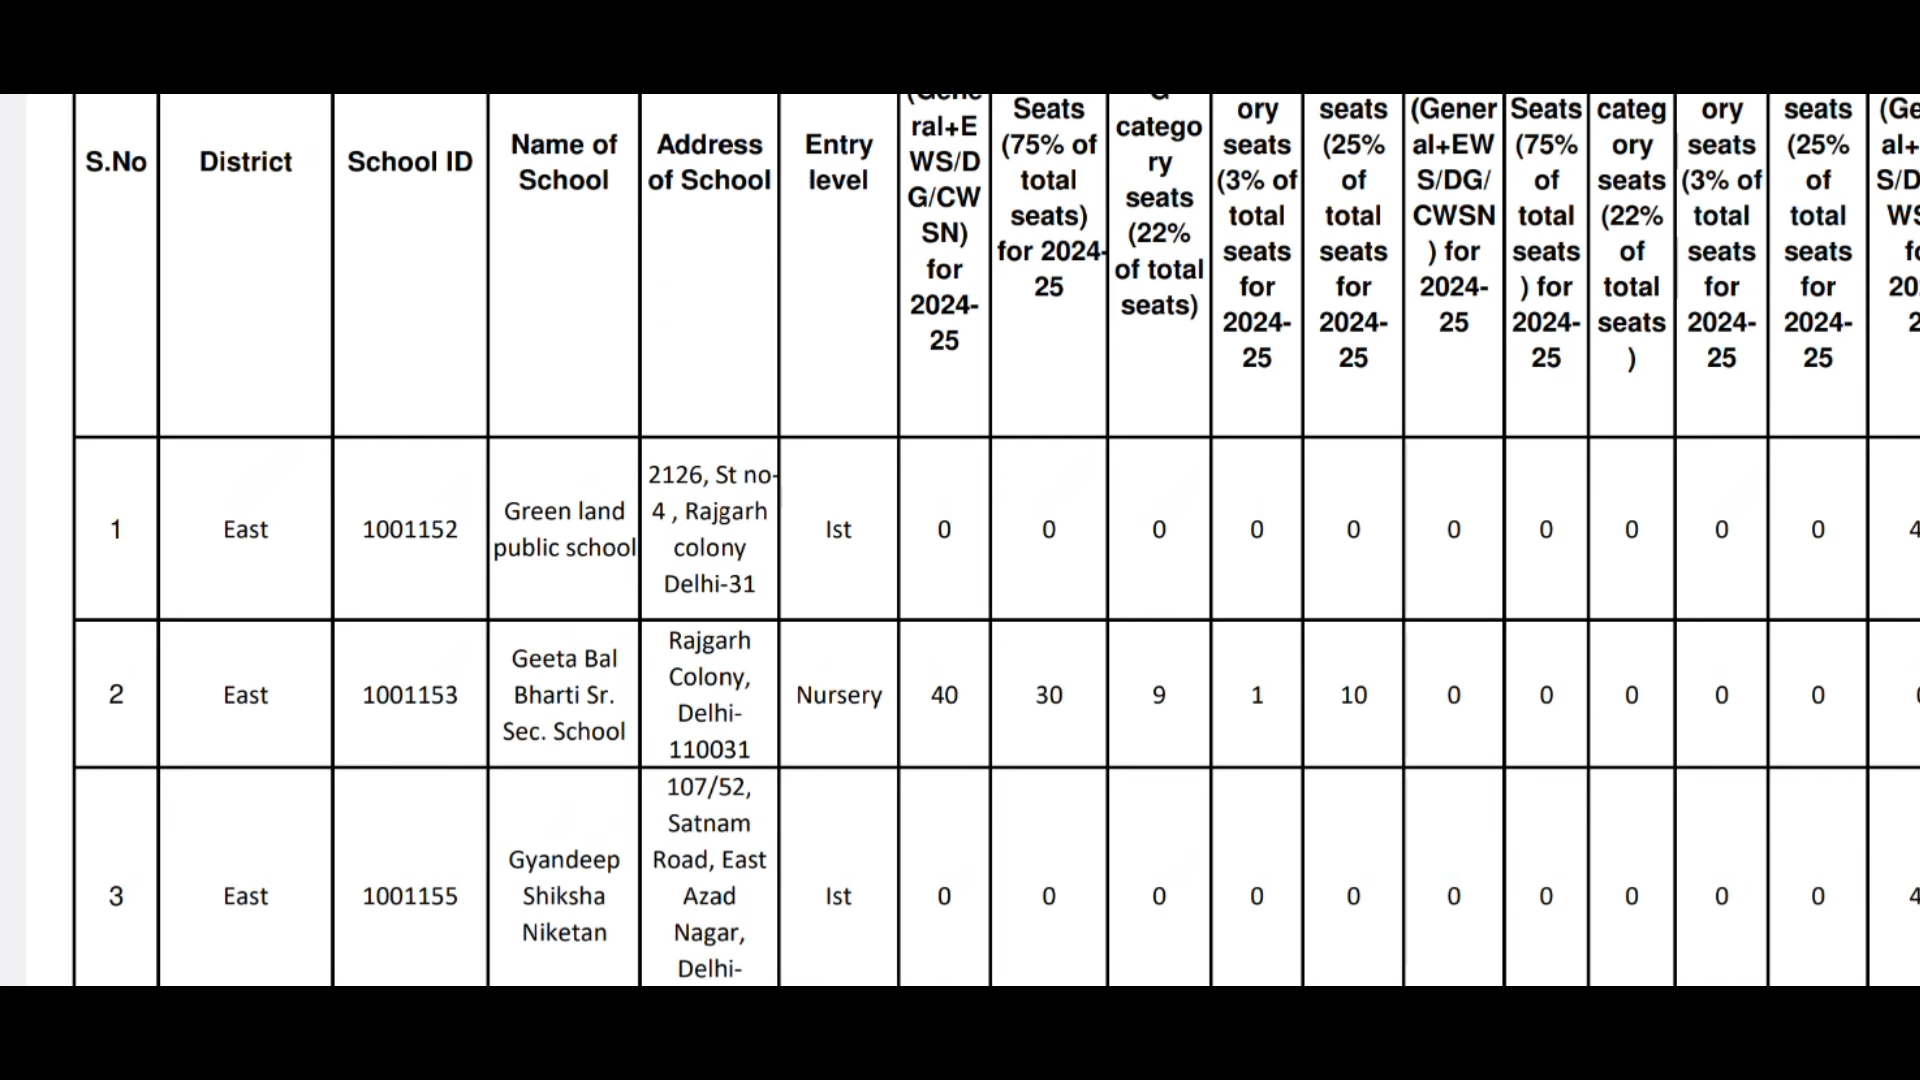 S.No
District
School ID
Name of
School
Address
of School
Entry
level
ral+E
WS/D
G/CW
SN)
for
2024-
25
Seats
(75% of
total
seats)
for 2024-
25
catego
ry
seats
(22%
of total
seats)
ory
seats
(3% of
total
seats
for
2024-
25
seats
(25%
of
total
seats
for
2024-
25
(Gener
al+EW
S/DG/
CWSN
) for
2024-
25
Seats
(75%
of
total
seats
) for
2024-
25
categ
ory
seats
(22%
of
total
seats
)
ory
seats
(3% of
total
seats
for
2024-
25
seats
(25%
of
total
seats
for
2024-
25
1
East
1001152
Green land
public school
2126, St no-
4 , Rajgarh
colony
Delhi-31
Ist
0
0
0
0
0
0
0
0
0
0
4
2
East
1001153
Geeta Bal
Bharti Sr.
Sec. School
Rajgarh
Colony,
Delhi-
110031
Nursery
40
30
9
1
10
0
0
0
0
0
3
East
1001155
Gyandeep
Shiksha
Niketan
107/52,
Satnam
Road, East
Azad
Nagar,
Delhi-
Ist
0
0
0
0
0
0
0
0
0
0
4